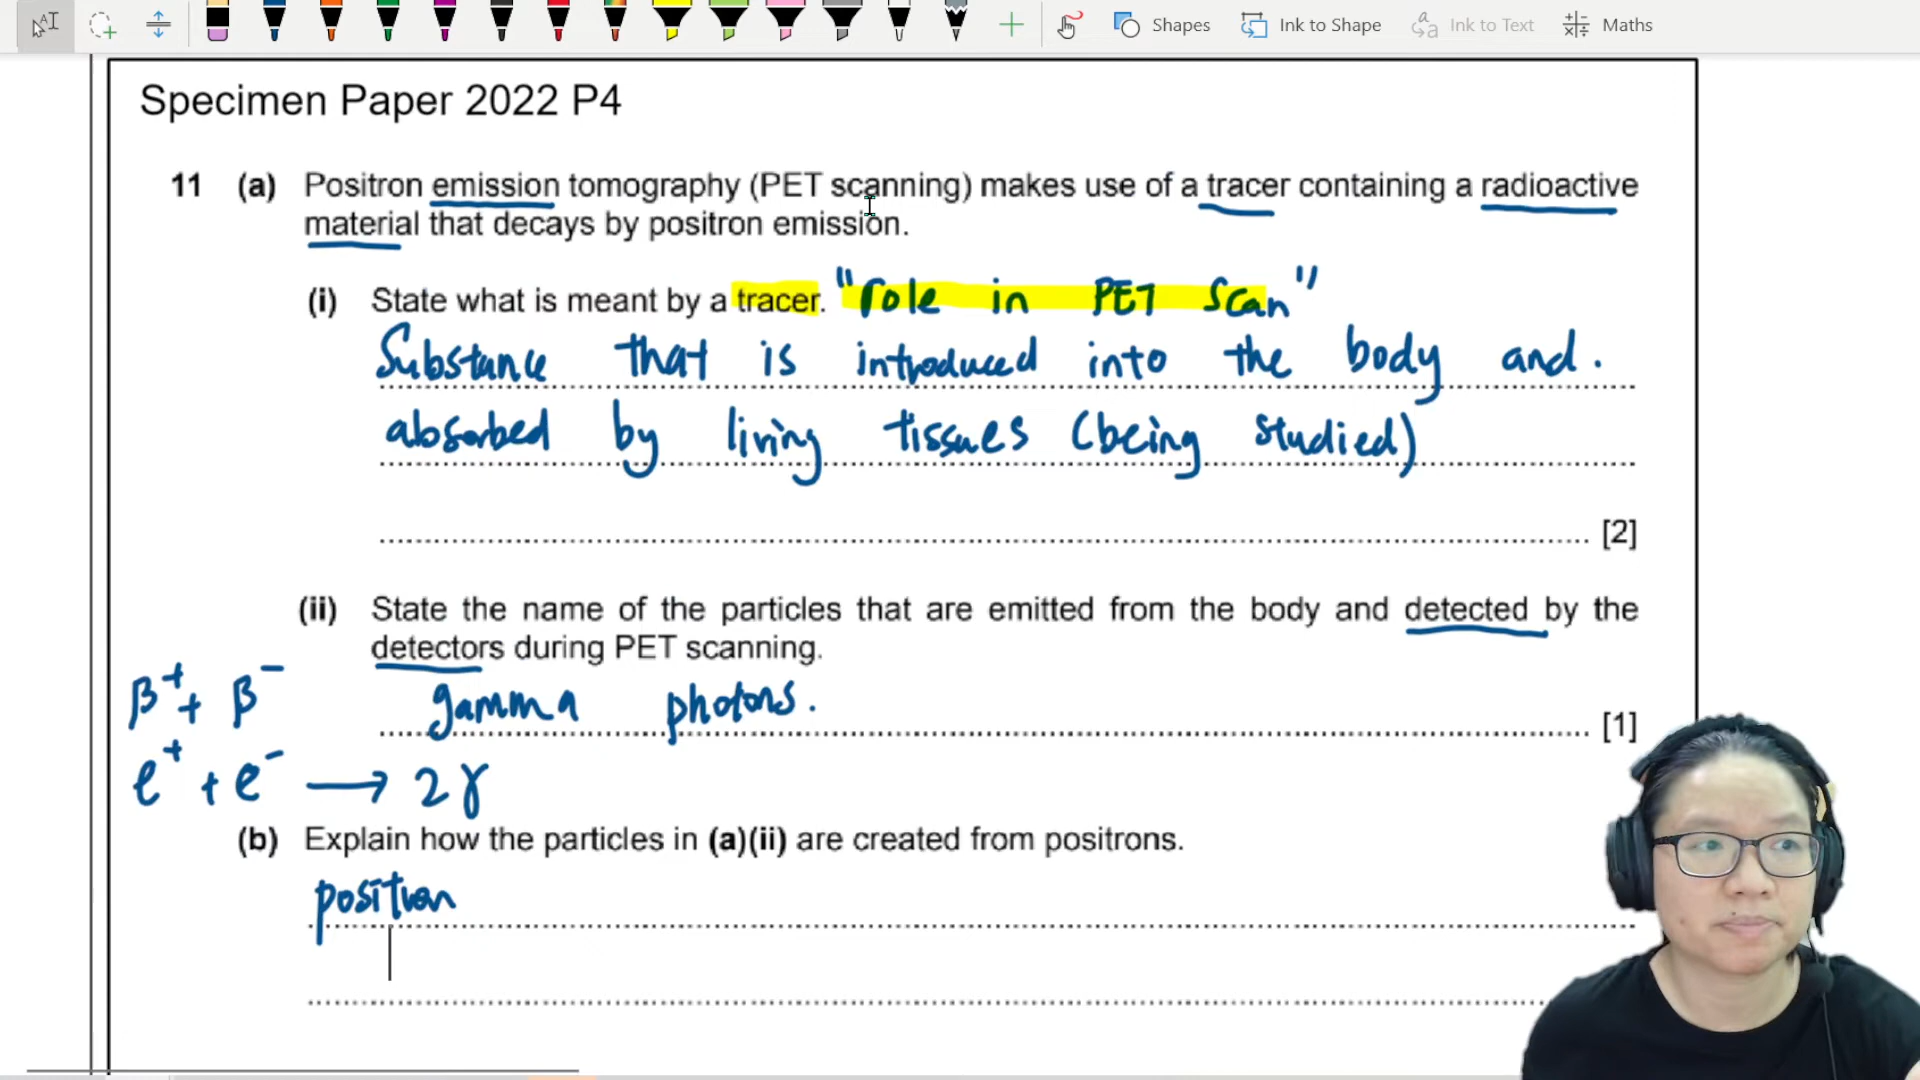 Shapes Ink to Shape Ink to Text Maths
Specimen Paper 2022 P4
11 (a) Positron emission tomography (PET scanning) makes use of a tracer containing a radioactive
material that decays by positron emission.
(i) State what is meant by a tracer. "role in PET Scan"
Substance that is introduced into the body and.
absorbed by living tissues (being studied)
[2]
(ii) State the name of the particles that are emitted from the body and detected by the
detectors during PET scanning.
β⁺ + β⁻ gamma photons. [1]
e⁺ + e⁻ → 2γ
(b) Explain how the particles in (a)(ii) are created from positrons.
positron